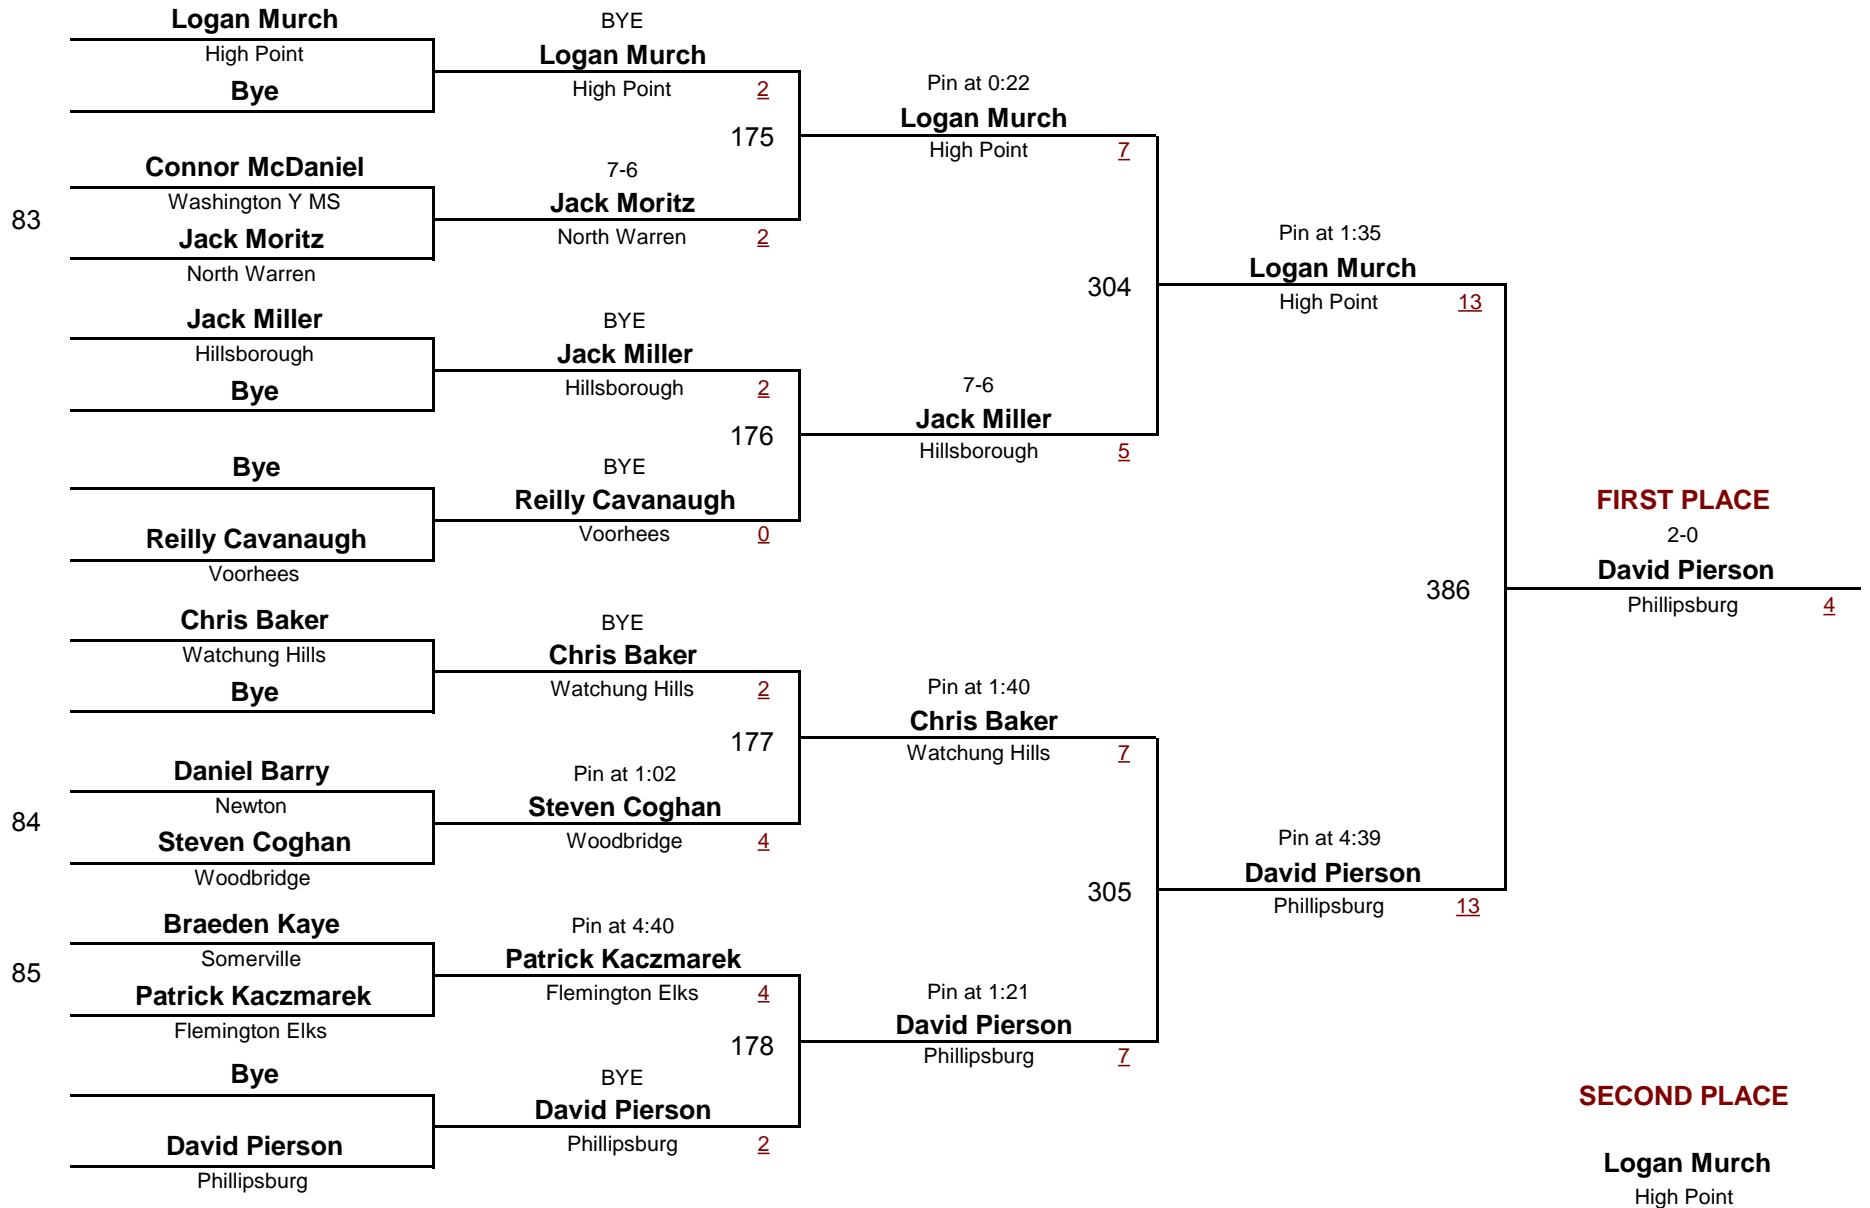 Logan Murch
High Point
Bye
83
Connor McDaniel
Washington Y MS
Jack Moritz
North Warren
Jack Miller
Hillsborough
Bye
Bye
Reilly Cavanaugh
Voorhees
Chris Baker
Watchung Hills
Bye
84
Daniel Barry
Newton
Steven Coghan
Woodbridge
85
Braeden Kaye
Somerville
Patrick Kaczmarek
Flemington Elks
Bye
David Pierson
Phillipsburg
BYE
Logan Murch
High Point 2
175
7-6
Jack Moritz
North Warren 2
BYE
Jack Miller
Hillsborough 2
176
BYE
Reilly Cavanaugh
Voorhees 0
BYE
Chris Baker
Watchung Hills 2
177
Pin at 1:02
Steven Coghan
Woodbridge 4
Pin at 4:40
Patrick Kaczmarek
Flemington Elks 4
178
BYE
David Pierson
Phillipsburg 2
Pin at 0:22
Logan Murch
High Point 7
304
7-6
Jack Miller
Hillsborough 5
Pin at 1:40
Chris Baker
Watchung Hills 7
305
Pin at 1:21
David Pierson
Phillipsburg 7
Pin at 1:35
Logan Murch
High Point 13
386
Pin at 4:39
David Pierson
Phillipsburg 13
FIRST PLACE
2-0
David Pierson
Phillipsburg 4
SECOND PLACE
Logan Murch
High Point